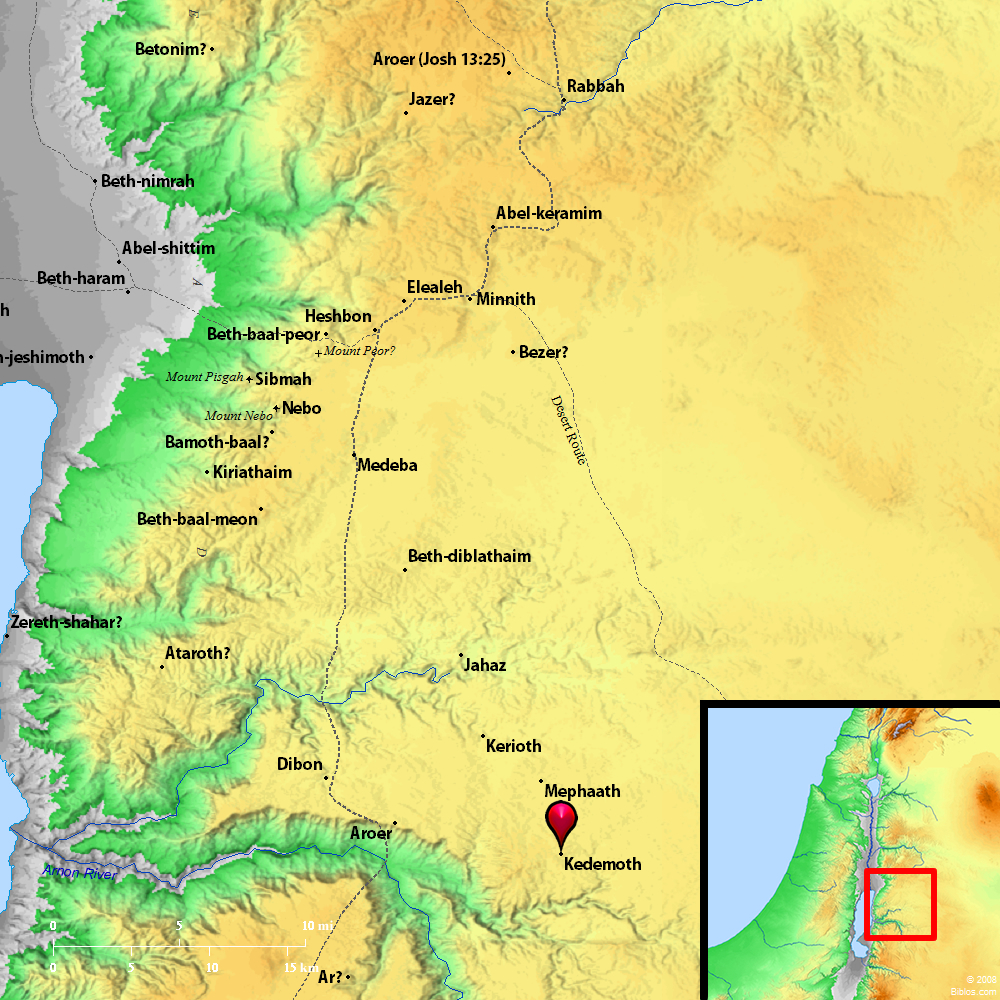 Betonim?
Aroer (Josh 13:25)
Rabbah
Jazer?
Beth-nimrah
Abel-keramim
Abel-shittim
Beth-haram
A
Elealeh
Minnith
h
Heshbon
Beth-baal-peor
Mount Peor?
Bezer?
n-jeshimoth
Mount Pisgah
Sibmah
Nebo
Mount Nebo
Desert Route
Bamoth-baal?
Medeba
Kiriathaim
Beth-baal-meon
D
Beth-diblathaim
Zereth-shahar?
Ataroth?
Jahaz
Kerioth
Dibon
Mephaath
Aroer
Kedemoth
Arnon River
0 5 10 mi
0 5 10 15 km
Ar?
© 2008
Biblos.com